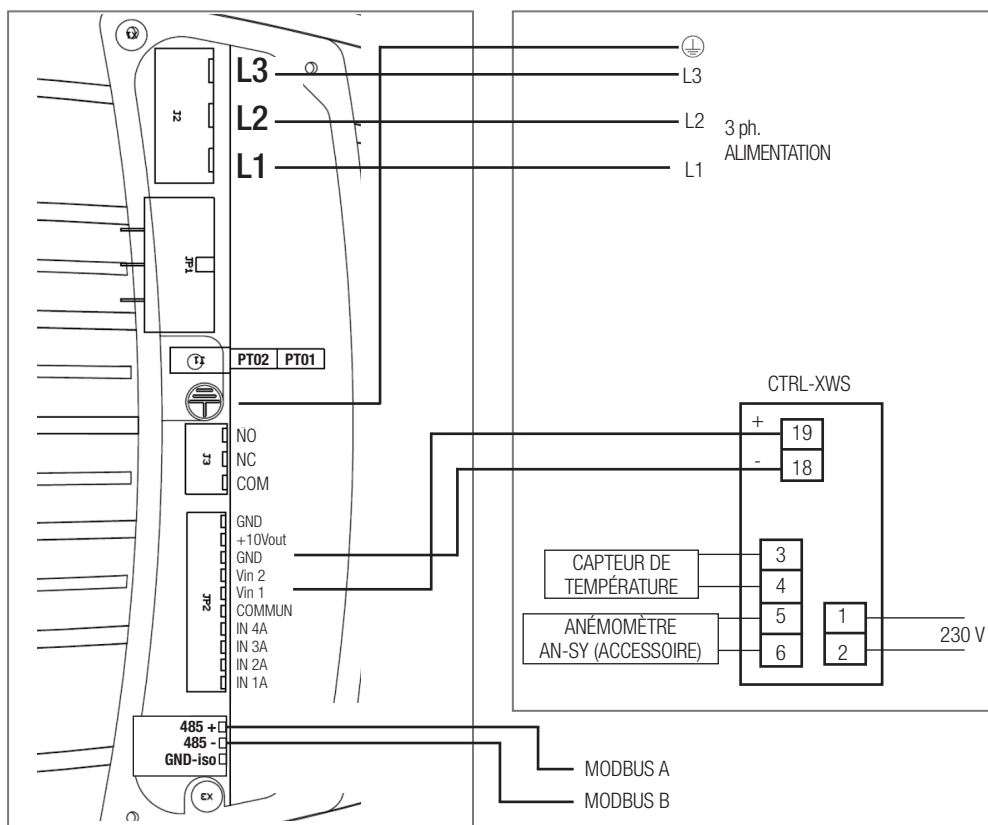 X1
L3
L3
J2
L2
L2
3 ph.
ALIMENTATION
L1
L1
JP1
T1
PT02
PT01
CTRL-XWS
NO
NC
COM
J3
+
19
-
18
GND
+10Vout
GND
Vin 2
Vin 1
COMMUN
IN 4A
IN 3A
IN 2A
IN 1A
JP2
CAPTEUR DE
TEMPÉRATURE
3
4
ANÉMOMÈTRE
AN-SY (ACCESSOIRE)
5
6
1
2
230 V
485 +
485 -
GND-iso
X3
MODBUS A
MODBUS B